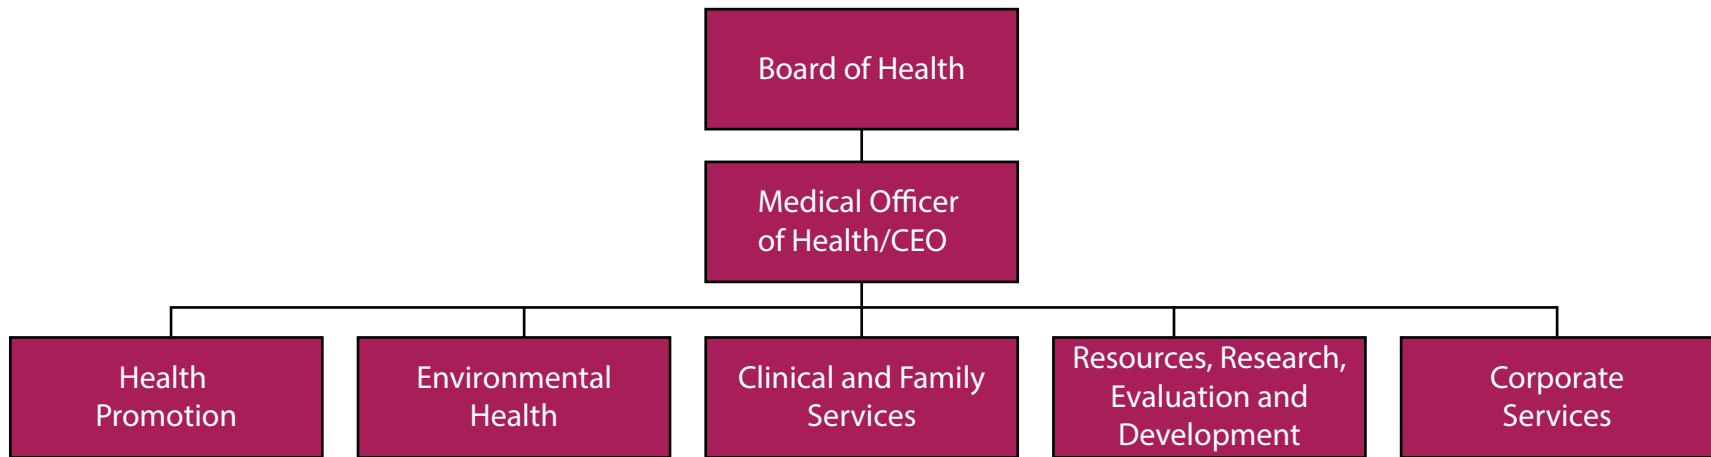 Board of Health
Medical Officer
of Health/CEO
Health
Promotion
Environmental
Health
Clinical and Family
Services
Resources, Research,
Evaluation and
Development
Corporate
Services